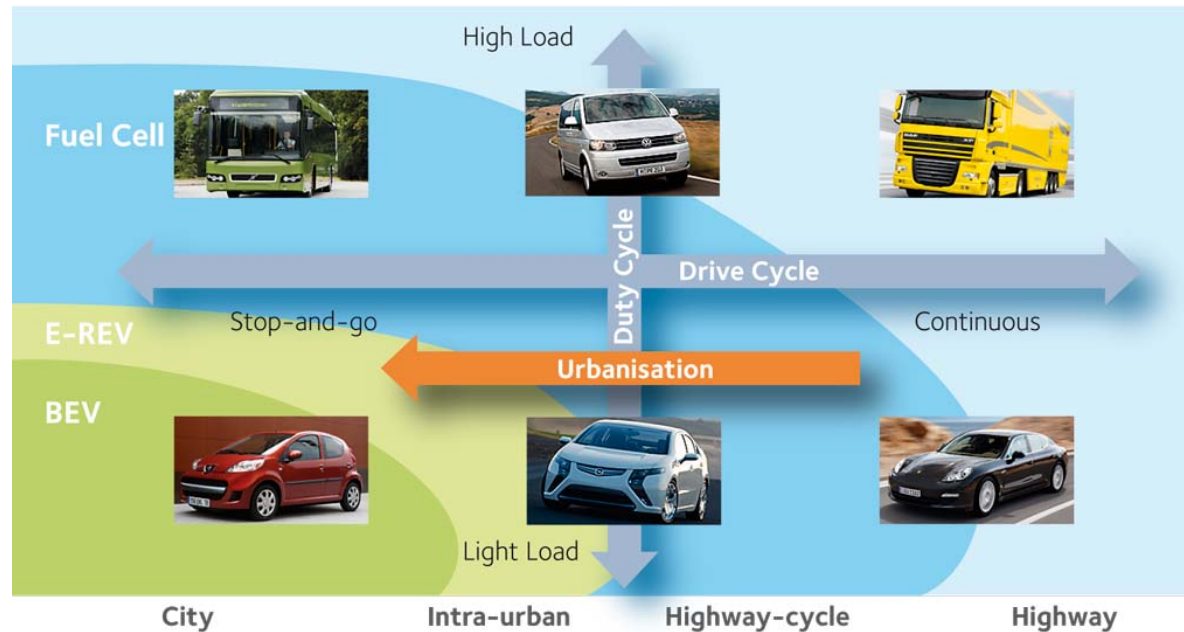 High Load
Fuel Cell
Duty Cycle
Drive Cycle
Stop-and-go
Continuous
E-REV
Urbanisation
BEV
Light Load
City
Intra-urban
Highway-cycle
Highway